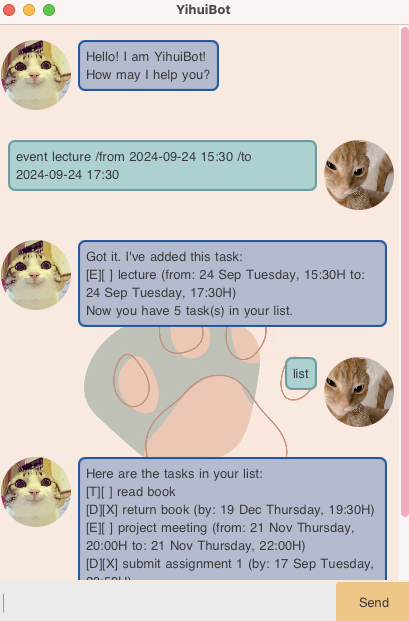 YihuiBot
Hello! I am YihuiBot!
How may I help you?
event lecture /from 2024-09-24 15:30 /to
2024-09-24 17:30
Got it. I've added this task:
[E][ ] lecture (from: 24 Sep Tuesday, 15:30H to:
24 Sep Tuesday, 17:30H)
Now you have 5 task(s) in your list.
list
Here are the tasks in your list:
[T][ ] read book
[D][X] return book (by: 19 Dec Thursday, 19:30H)
[E][ ] project meeting (from: 21 Nov Thursday,
20:00H to: 21 Nov Thursday, 22:00H)
[D][X] submit assignment 1 (by: 17 Sep Tuesday,
Send